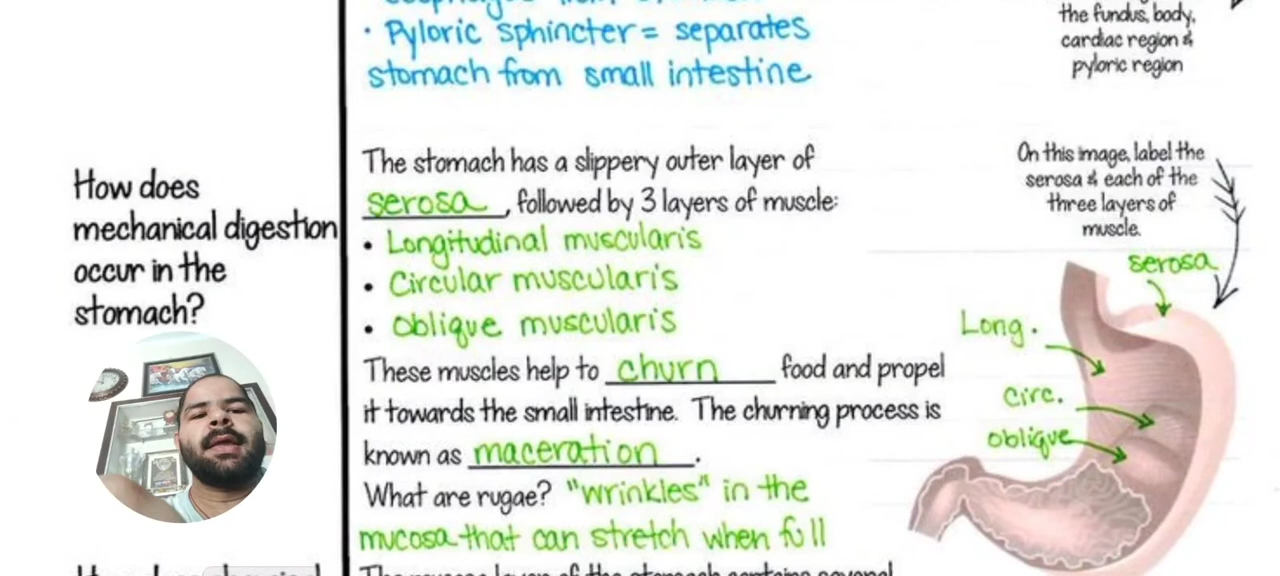 · Pyloric sphincter = separates
stomach from small intestine
the fundus, body,
cardiac region &
pyloric region
How does
mechanical digestion
occur in the
stomach?
The stomach has a slippery outer layer of
serosa, followed by 3 layers of muscle:
• Longitudinal muscularis
• Circular muscularis
• Oblique muscularis
These muscles help to churn food and propel
it towards the small intestine. The churning process is
known as maceration.
What are rugae? "wrinkles" in the
mucosa that can stretch when full
On this image, label the
serosa & each of the
three layers of
muscle.
serosa
Long.
Circ.
oblique